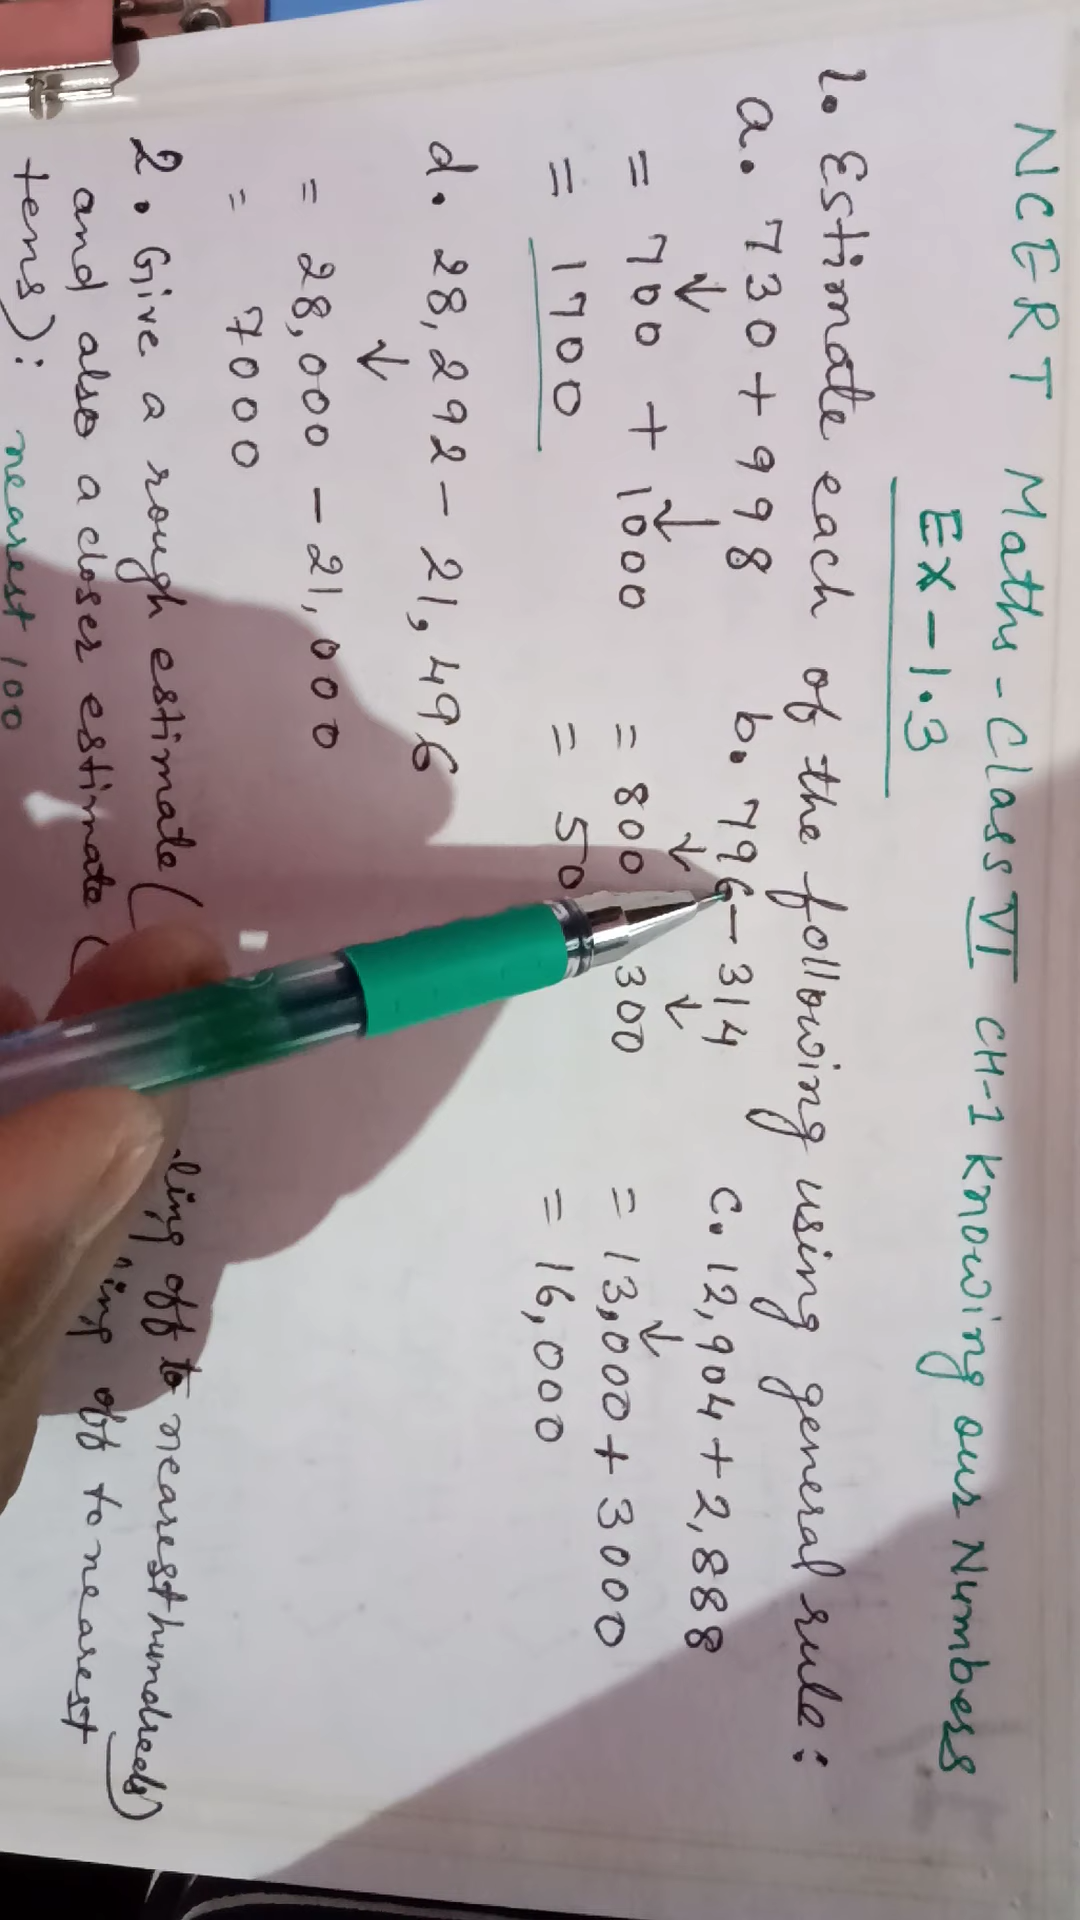 NCERT Maths - Class VI CH-1 Knowing our Numbers
Ex - 1.3
1. Estimate each of the following using general rule:
a. 730 + 998 b. 796 - 314 c. 12,904 + 2,888
↓ ↓ ↓ ↓ ↓
= 700 + 1000 = 800 300 = 13,000 + 3000
= 1700 = 50 = 16,000
d. 28,292 - 21,496
↓
= 28,000 - 21,000
= 7000
2. Give a rough estimate ( off to nearest hundreds)
and also a closer estimate ( off to nearest
tens): nearest 100